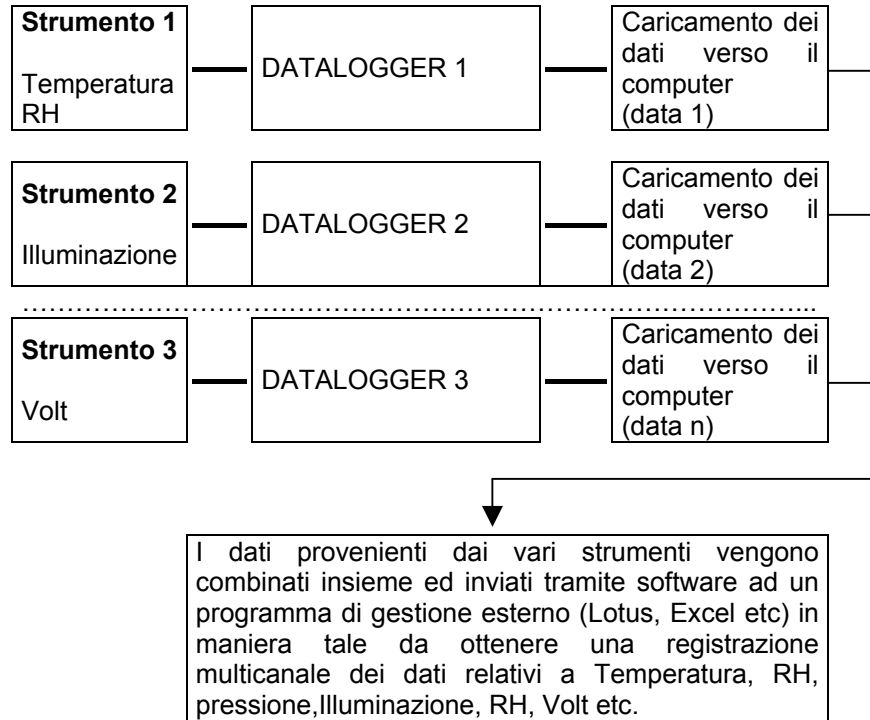 Strumento 1
Temperatura
RH
DATALOGGER 1
Caricamento dei
dati verso il
computer
(data 1)
Strumento 2
Illuminazione
DATALOGGER 2
Caricamento dei
dati verso il
computer
(data 2)
…………………………………………………………………………...
Strumento 3
Volt
DATALOGGER 3
Caricamento dei
dati verso il
computer
(data n)
I dati provenienti dai vari strumenti vengono
combinati insieme ed inviati tramite software ad un
programma di gestione esterno (Lotus, Excel etc) in
maniera tale da ottenere una registrazione
multicanale dei dati relativi a Temperatura, RH,
pressione,Illuminazione, RH, Volt etc.